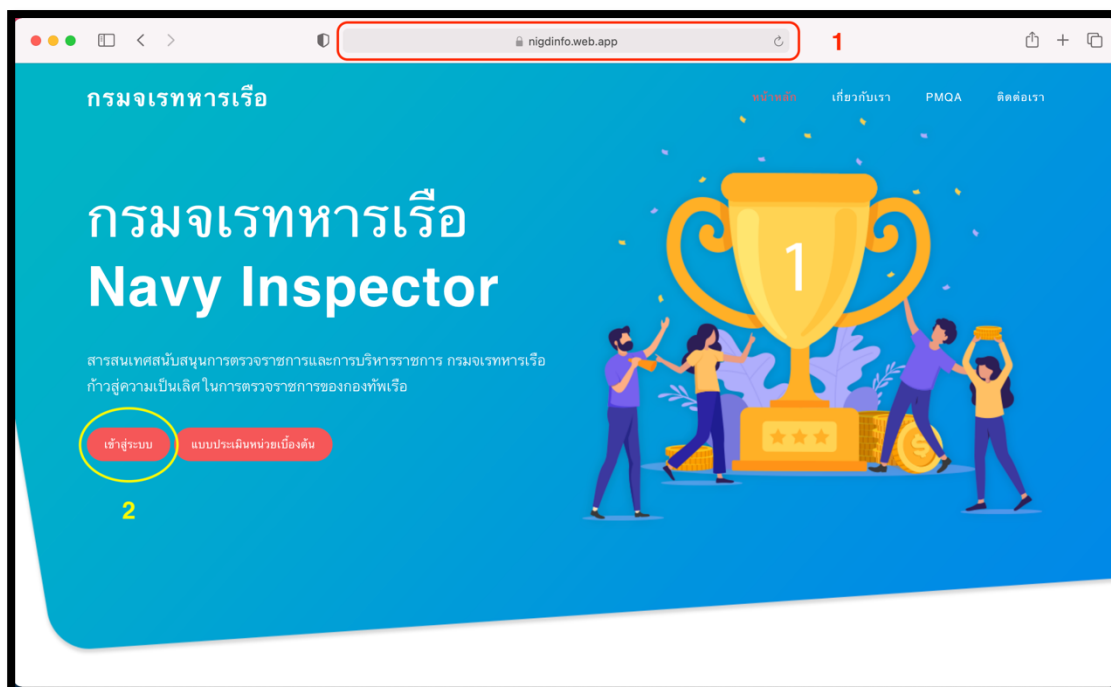 nigdinfo.web.app
1
กรมจเรทหารเรือ
หน้าหลัก เกี่ยวกับเรา PMQA ติดต่อเรา
กรมจเรทหารเรือ
Navy Inspector
1
สารสนเทศสนับสนุนการตรวจราชการและการบริหารราชการ กรมจเรทหารเรือ
ก้าวสู่ความเป็นเลิศในการตรวจราชการของกองทัพเรือ
เข้าสู่ระบบ แบบประเมินหน่วยเบื้องต้น
2